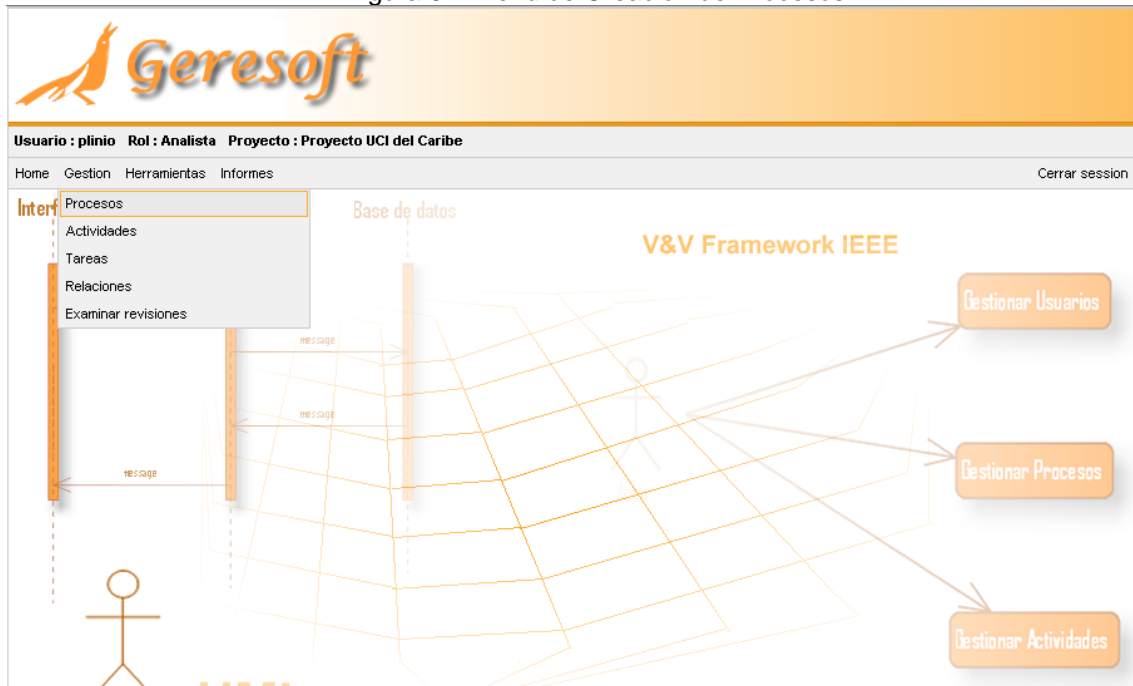 Geresoft
Usuario : plinio Rol : Analista Proyecto : Proyecto UCI del Caribe
Home Gestion Herramientas Informes Cerrar session
Procesos
Actividades
Tareas
Relaciones
Examinar revisiones
Interf
Base de datos
V&V Framework IEEE
Gestionar Usuarios
message
message
message
Gestionar Procesos
Gestionar Actividades